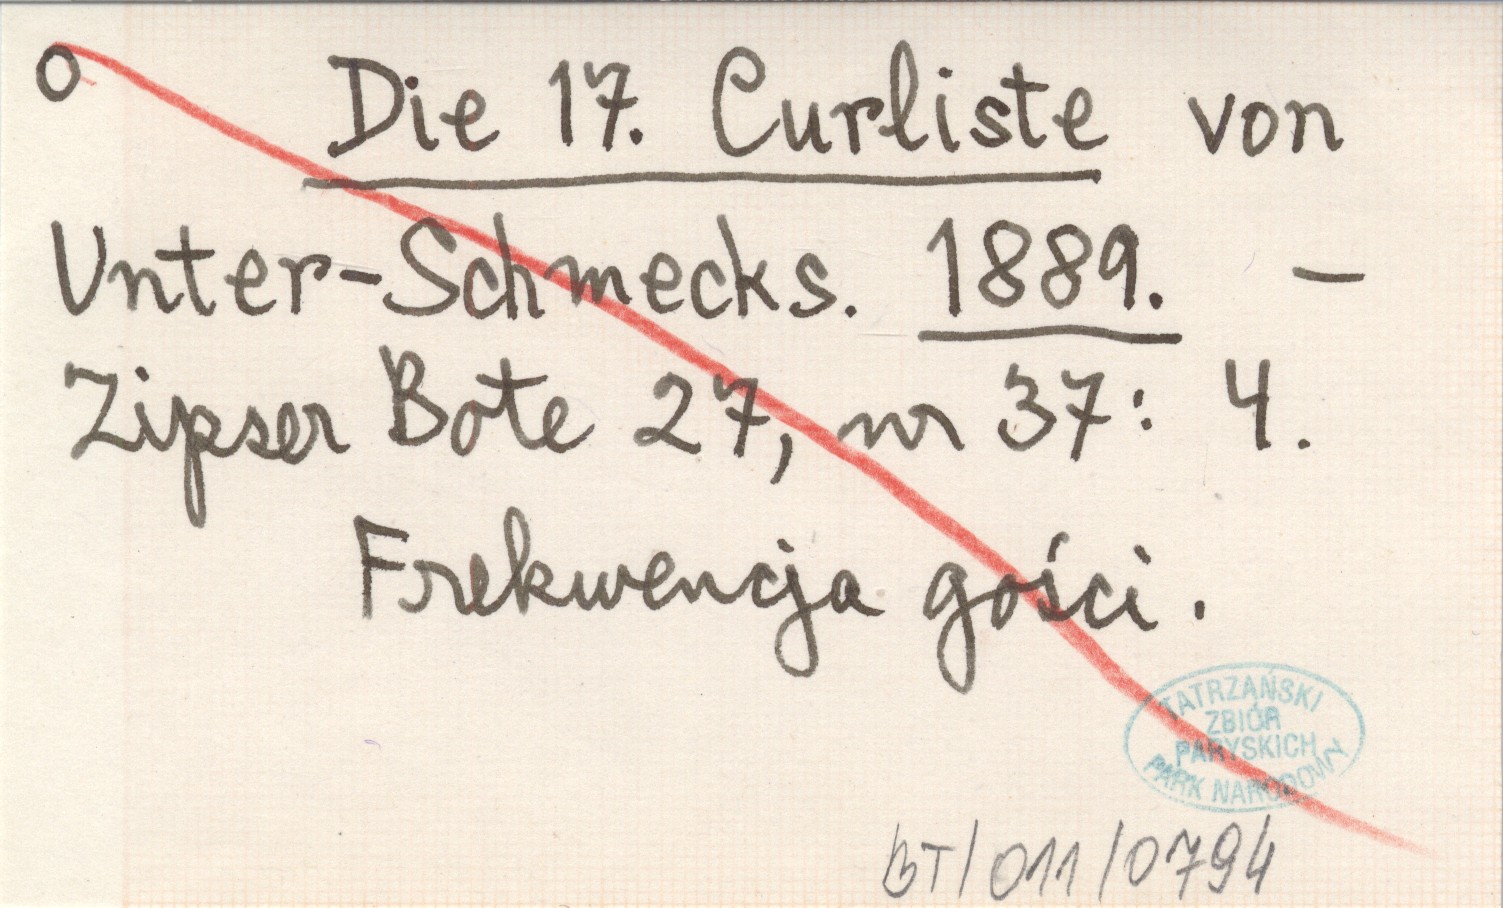 O Die 17. Curliste von
Unter-Schmecks. 1889. –
Zipser Bote 27, nr 37: 4.
Frekwencja gości.
TATRZAŃSKI
ZBIÓR
PARYSKICH
PARK NARODOWY
BT/011/0794